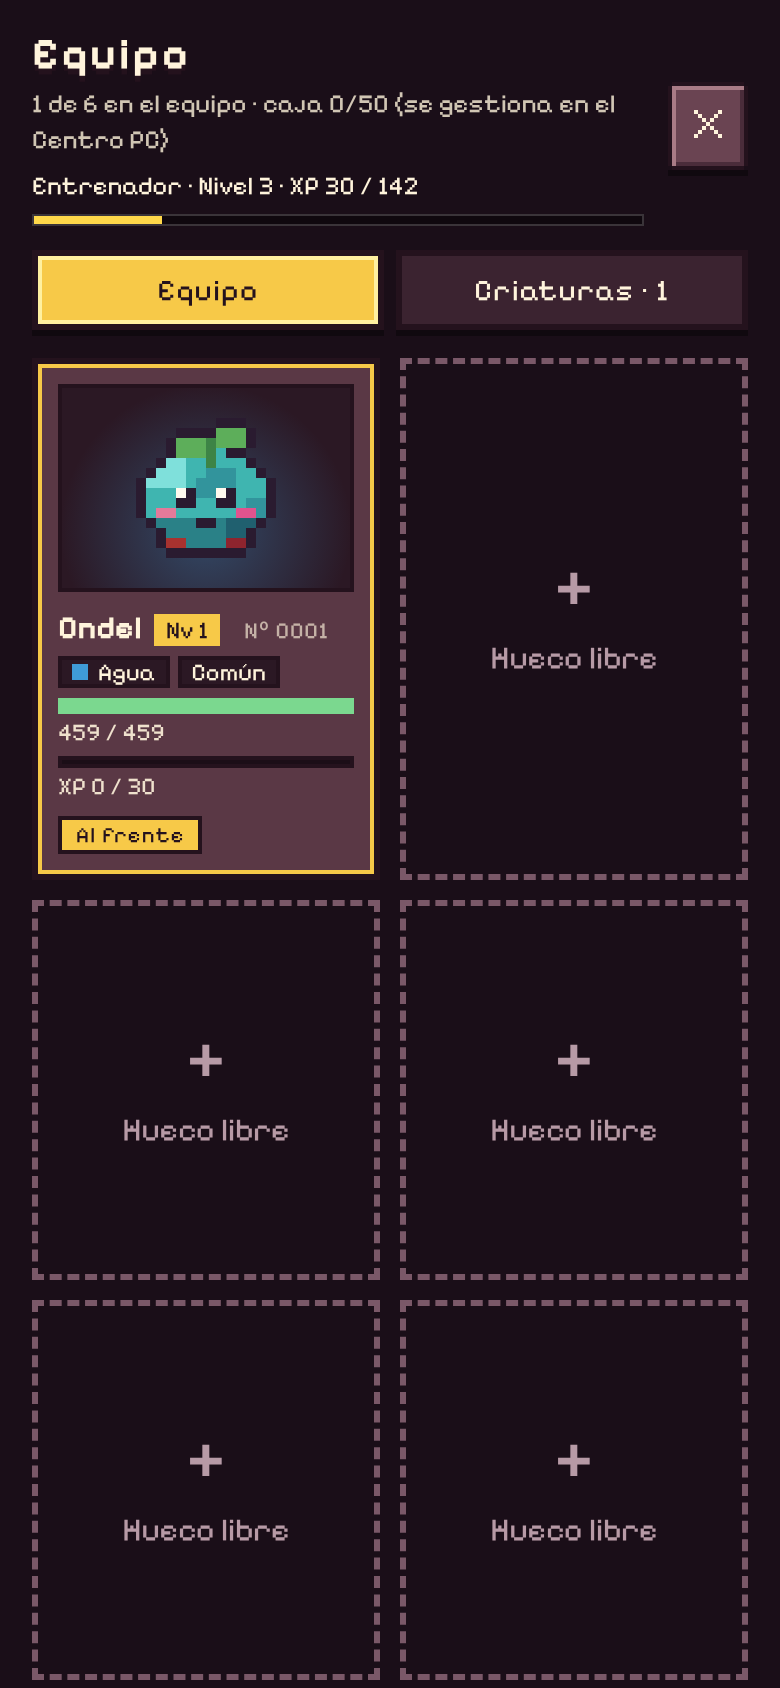 Equipo
1 de 6 en el equipo · caja 0/50 (se gestiona en el
Centro PC)
Entrenador · Nivel 3 · XP 30 / 142
Equipo
Criaturas · 1
Ondel Nv 1 Nº 0001
Agua Común
459 / 459
XP 0 / 30
Al frente
+
Hueco libre
+
Hueco libre
+
Hueco libre
+
Hueco libre
+
Hueco libre